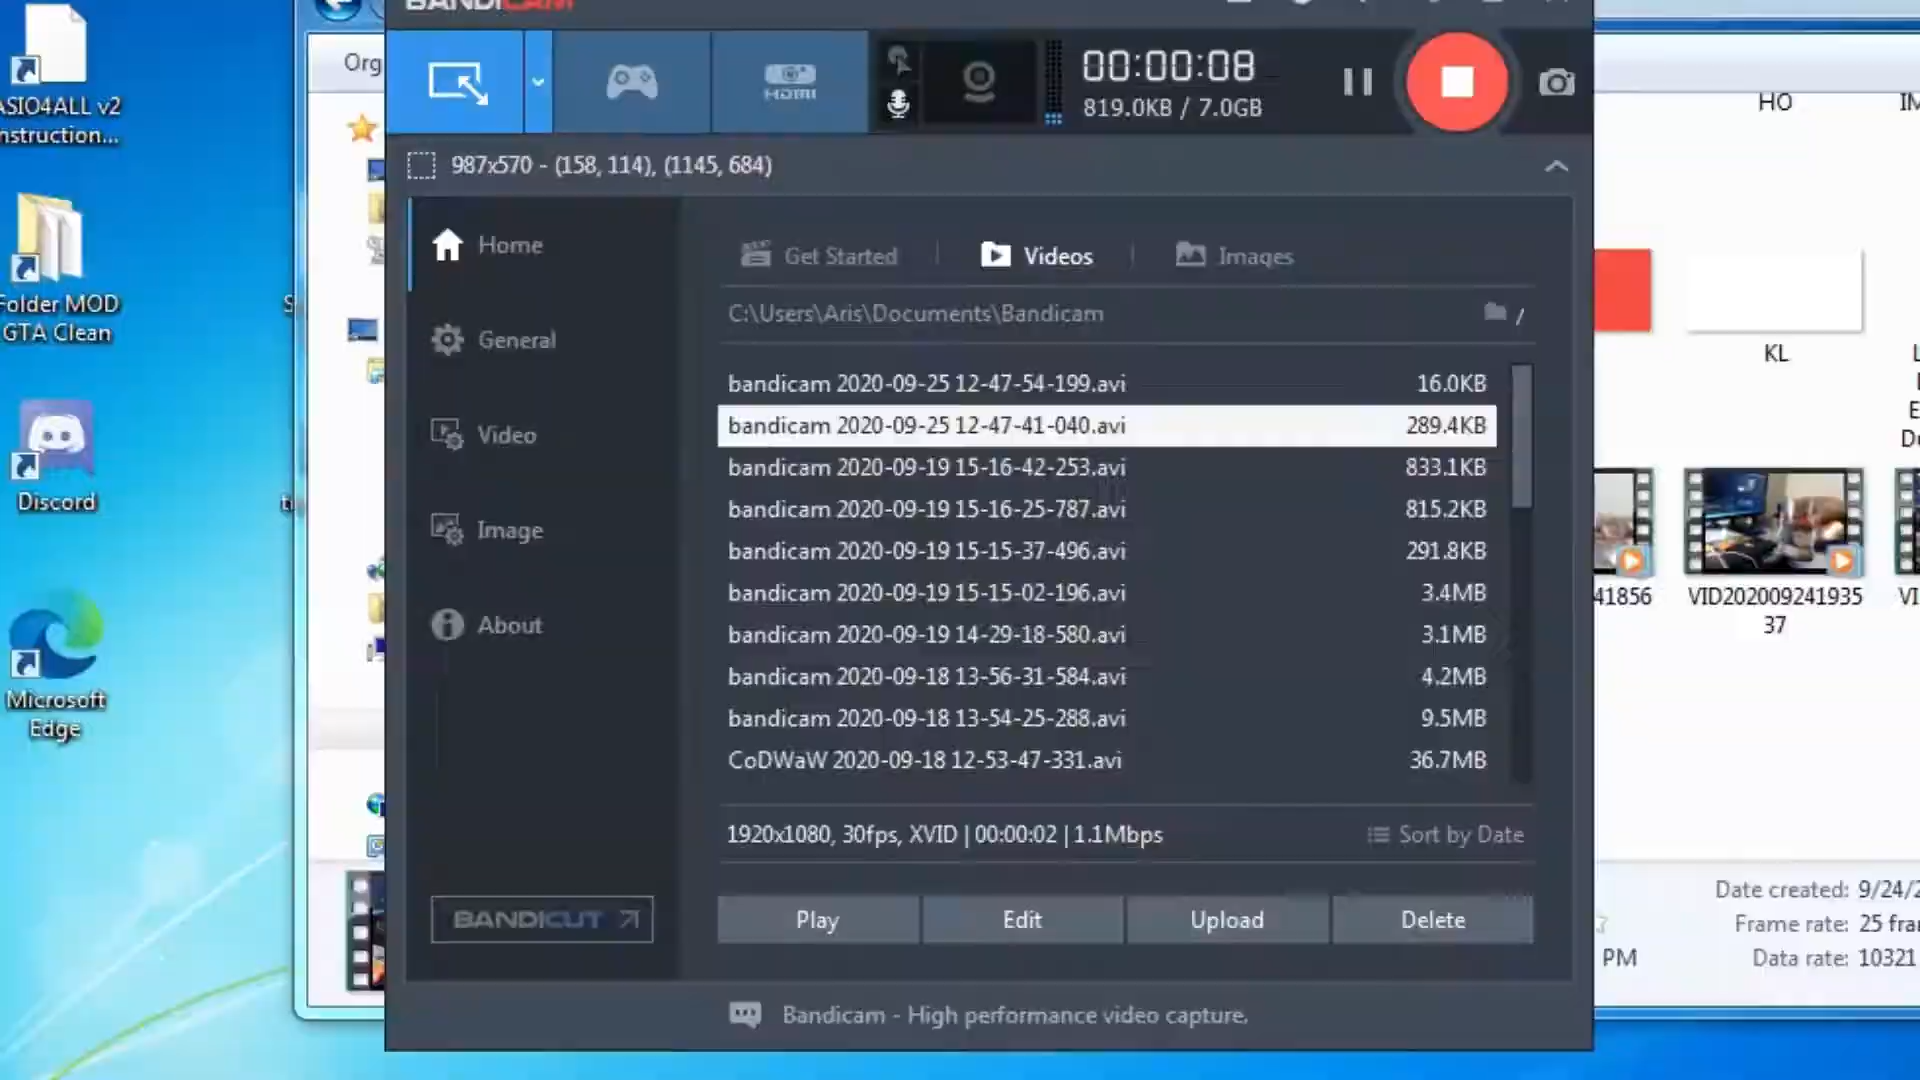 BANDICAM
Org
ASIO4ALL v2
nstruction...
Folder MOD
GTA Clean
Discord
Microsoft
Edge
HDMI
00:00:08
819.0KB / 7.0GB
987x570 - (158, 114), (1145, 684)
Home
General
Video
Image
About
BANDICUT
Get Started
Videos
Images
C:\Users\Aris\Documents\Bandicam
/
bandicam 2020-09-25 12-47-54-199.avi 16.0KB
bandicam 2020-09-25 12-47-41-040.avi 289.4KB
bandicam 2020-09-19 15-16-42-253.avi 833.1KB
bandicam 2020-09-19 15-16-25-787.avi 815.2KB
bandicam 2020-09-19 15-15-37-496.avi 291.8KB
bandicam 2020-09-19 15-15-02-196.avi 3.4MB
bandicam 2020-09-19 14-29-18-580.avi 3.1MB
bandicam 2020-09-18 13-56-31-584.avi 4.2MB
bandicam 2020-09-18 13-54-25-288.avi 9.5MB
CoDWaW 2020-09-18 12-53-47-331.avi 36.7MB
1920x1080, 30fps, XVID | 00:00:02 | 1.1Mbps
Sort by Date
Play
Edit
Upload
Delete
Bandicam - High performance video capture.
HO
KL
41856
VID202009241935
37
Date created: 9/24/2
Frame rate: 25 fra
PM
Data rate: 10321